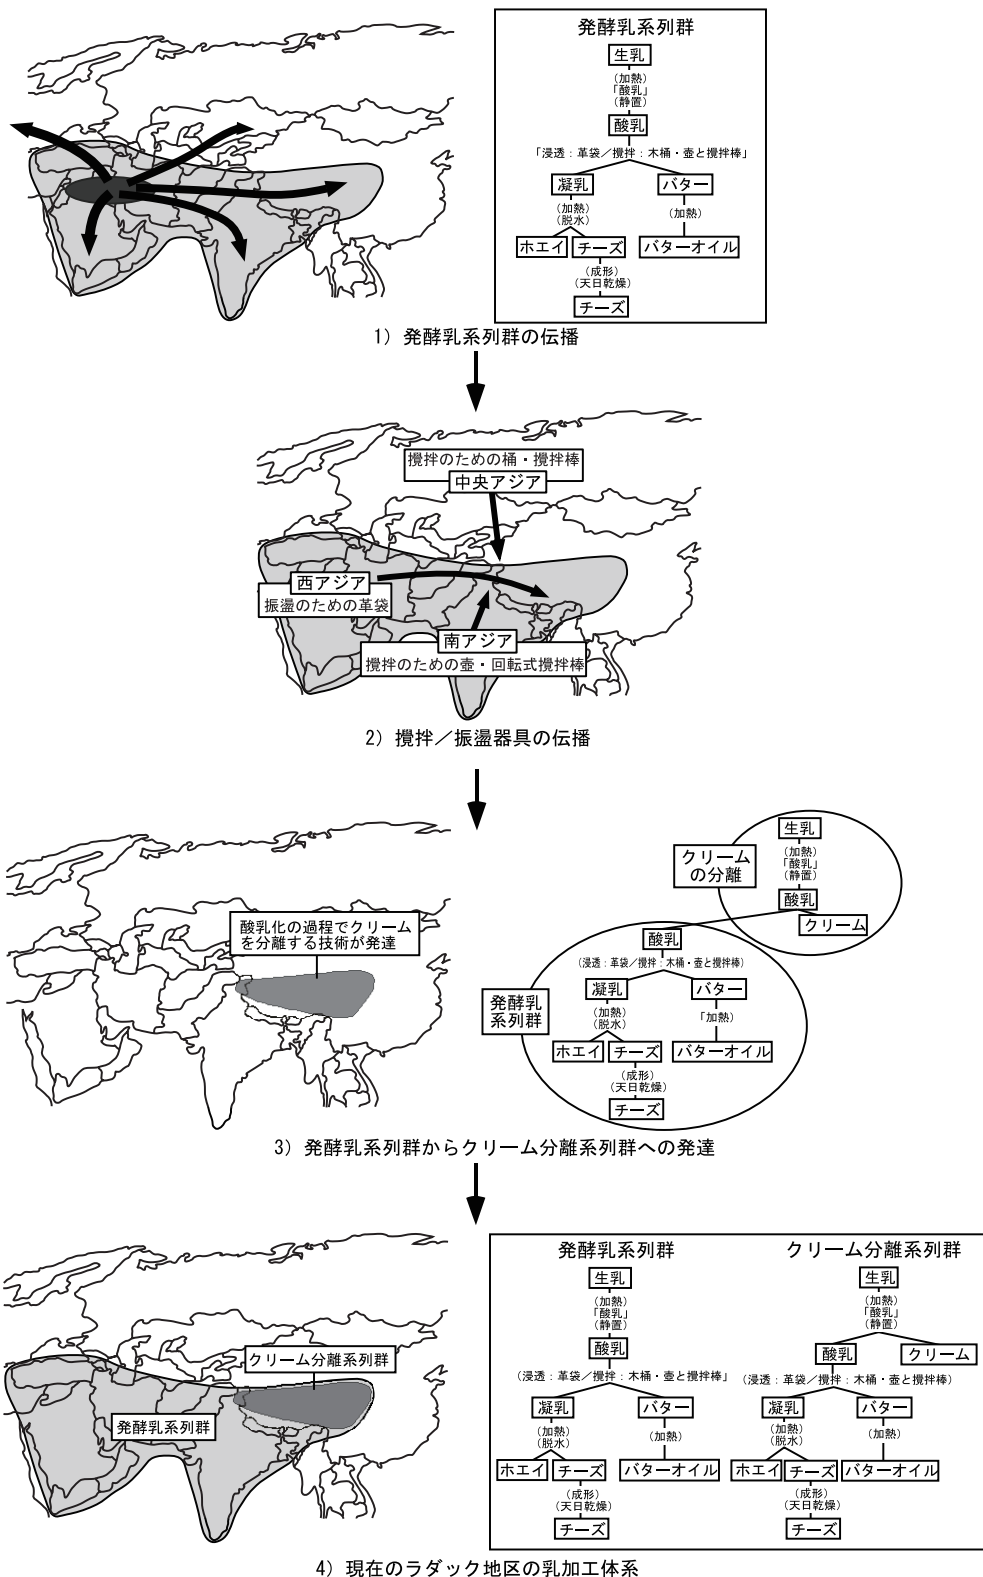 発酵乳系列群
生乳
（加熱）
「酸乳」
（静置）
酸乳
「浸透：革袋／攪拌：木桶・壺と攪拌棒」
凝乳
バター
（加熱）
（脱水）
（加熱）
ホエイ
チーズ
バターオイル
（成形）
（天日乾燥）
チーズ
1）発酵乳系列群の伝播
攪拌のための桶・攪拌棒
中央アジア
西アジア
振盪のための革袋
南アジア
攪拌のための壺・回転式攪拌棒
2）攪拌／振盪器具の伝播
酸乳化の過程でクリーム
を分離する技術が発達
クリーム
の分離
生乳
（加熱）
「酸乳」
（静置）
酸乳
クリーム
発酵乳
系列群
酸乳
（浸透：革袋／攪拌：木桶・壺と攪拌棒）
凝乳
バター
（加熱）
（脱水）
「加熱）
ホエイ
チーズ
バターオイル
（成形）
（天日乾燥）
チーズ
3）発酵乳系列群からクリーム分離系列群への発達
クリーム分離系列群
発酵乳系列群
発酵乳系列群
生乳
（加熱）
「酸乳」
（静置）
酸乳
（浸透：革袋／攪拌：木桶・壺と攪拌棒」
凝乳
バター
（加熱）
（脱水）
（加熱）
ホエイ
チーズ
バターオイル
（成形）
（天日乾燥）
チーズ
クリーム分離系列群
生乳
（加熱）
「酸乳」
（静置）
酸乳
クリーム
（浸透：革袋／攪拌：木桶・壺と攪拌棒）
凝乳
バター
（加熱）
（脱水）
（加熱）
ホエイ
チーズ
バターオイル
（成形）
（天日乾燥）
チーズ
4）現在のラダック地区の乳加工体系